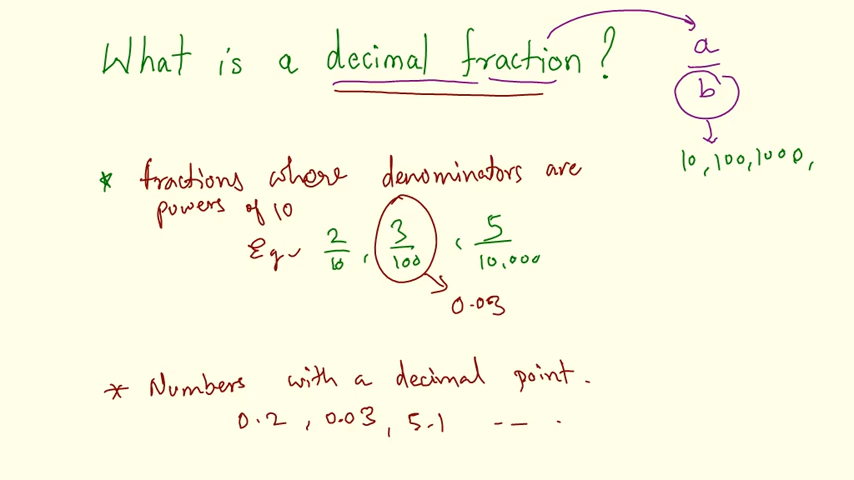 What is a decimal fraction?
a
b
10, 100, 1000,
* fractions where denominators are
powers of 10
Eg. 2/10, 3/100, 5/10,000
0.03
* Numbers with a decimal point.
0.2, 0.03, 5.1 -- .